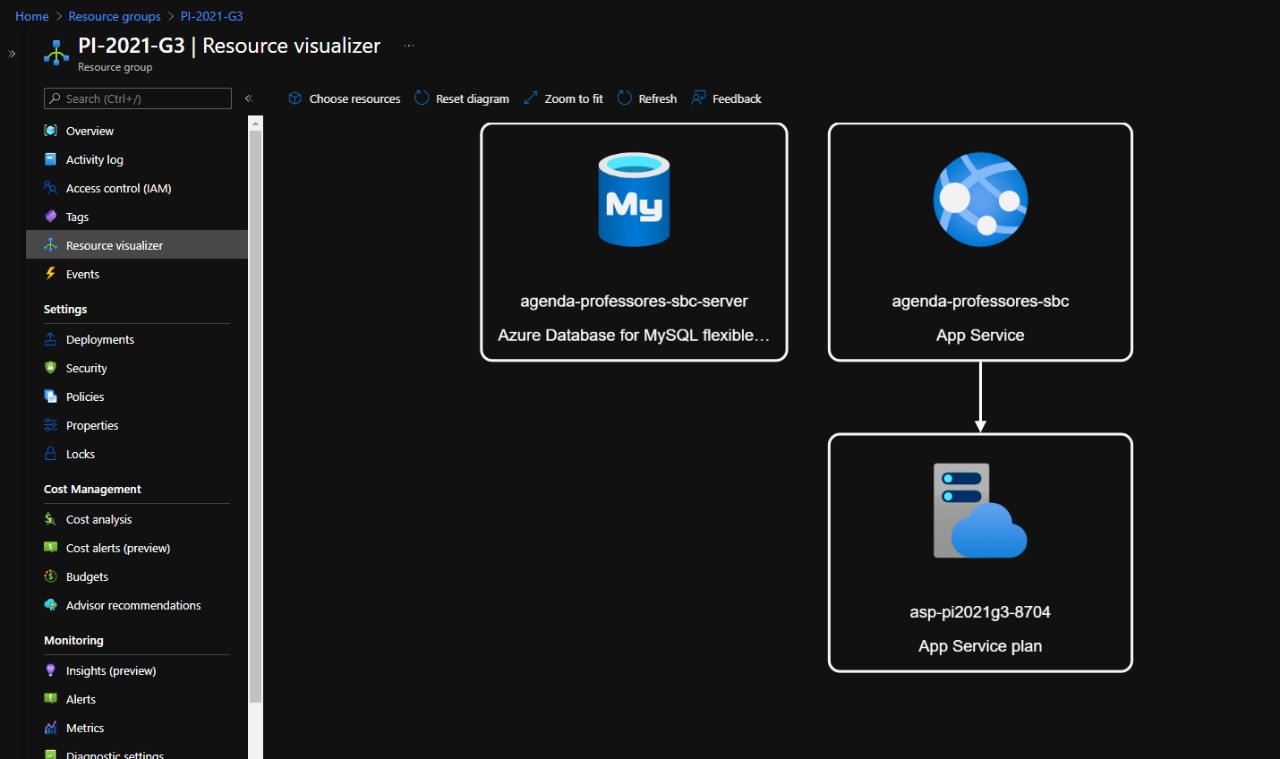 Home > Resource groups > PI-2021-G3
PI-2021-G3 | Resource visualizer ...
Resource group
Search (Ctrl+/)
Choose resources Reset diagram Zoom to fit Refresh Feedback
Overview
Activity log
Access control (IAM)
Tags
Resource visualizer
Events
Settings
Deployments
Security
Policies
Properties
Locks
Cost Management
Cost analysis
Cost alerts (preview)
Budgets
Advisor recommendations
Monitoring
Insights (preview)
Alerts
Metrics
Diagnostic settings
My
agenda-professores-sbc-server
Azure Database for MySQL flexible…
agenda-professores-sbc
App Service
asp-pi2021g3-8704
App Service plan